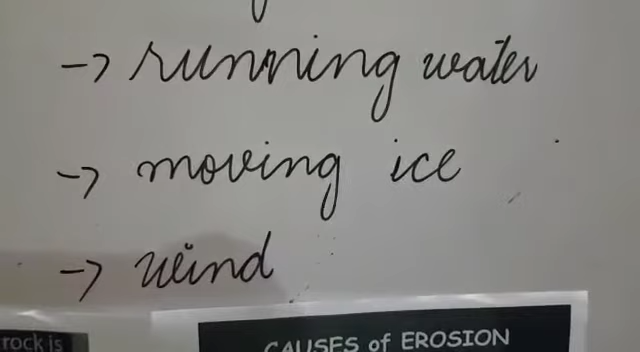 -> running water
-> moving ice
-> wind
rock is
CAUSES of EROSION